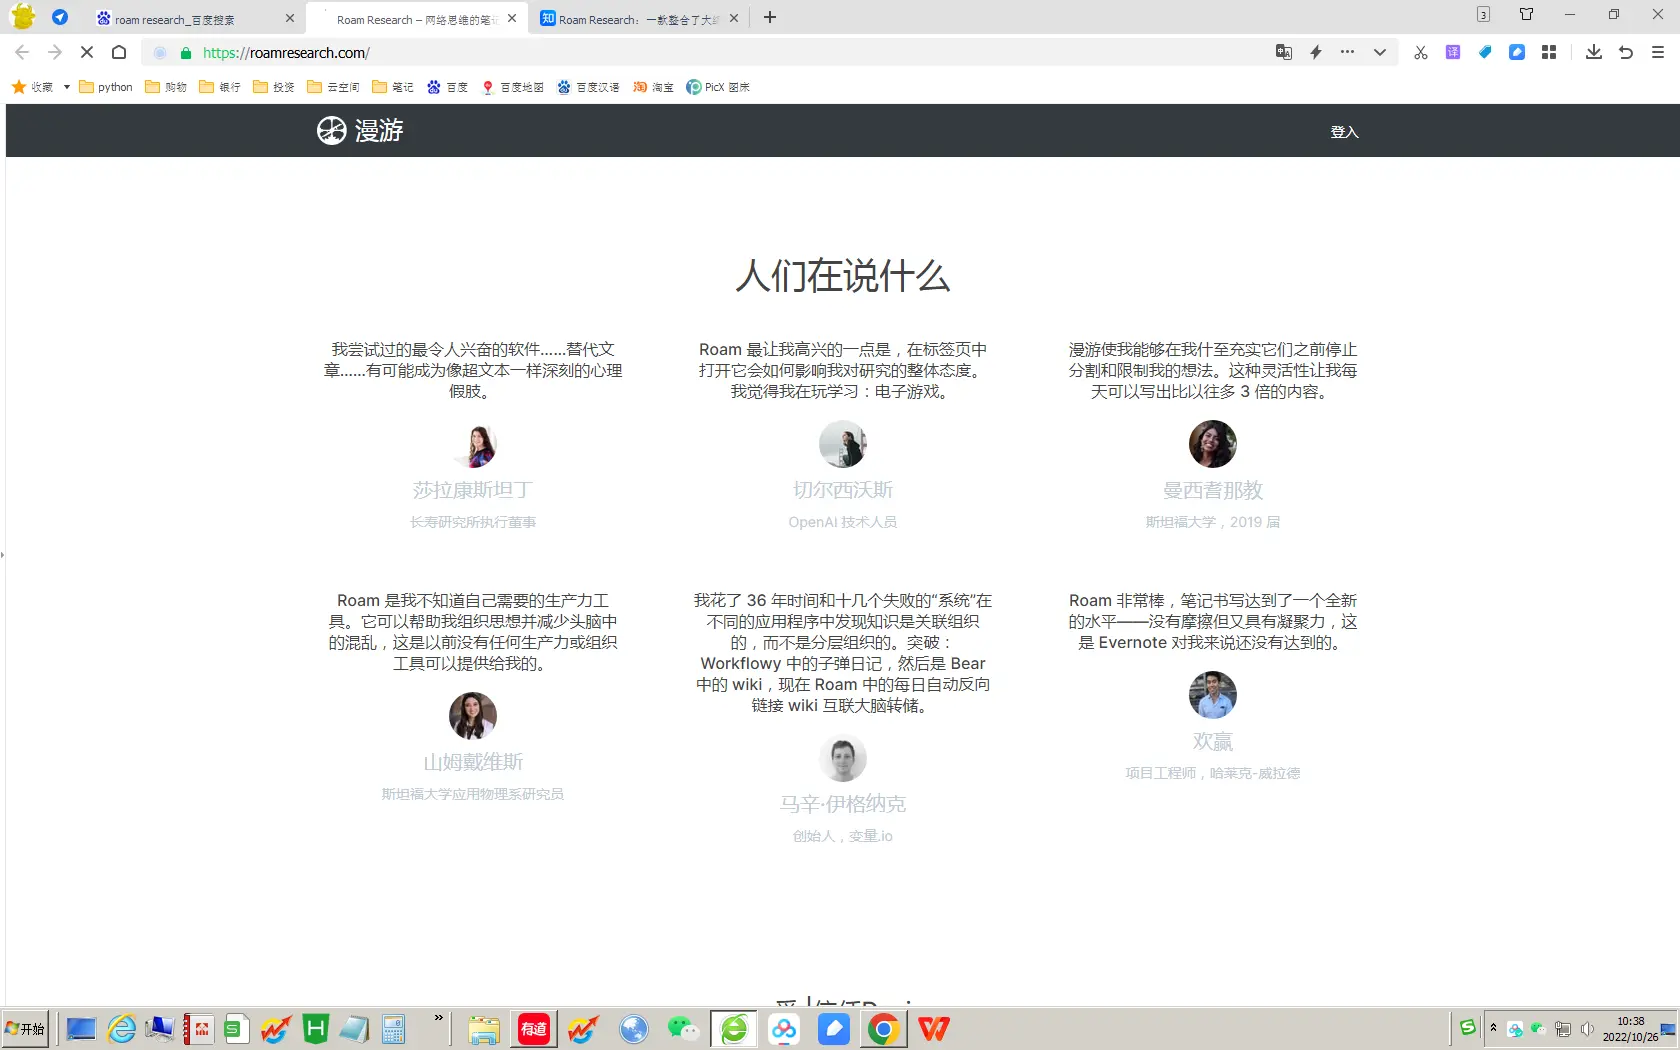 roam research_百度搜索
Roam Research – 网络思维的笔记
Roam Research：一款整合了大纲
3
https://roamresearch.com/
收藏
python
购物
银行
投资
云空间
笔记
百度
百度地图
百度汉语
淘宝
PicX 图床
漫游
登入
人们在说什么
我尝试过的最令人兴奋的软件......替代文
章......有可能成为像超文本一样深刻的心理
假肢。
莎拉康斯坦丁
长寿研究所执行董事
Roam 最让我高兴的一点是，在标签页中
打开它会如何影响我对研究的整体态度。
我觉得我在玩学习：电子游戏。
切尔西沃斯
OpenAI 技术人员
漫游使我能够在我什至充实它们之前停止
分割和限制我的想法。这种灵活性让我每
天可以写出比以往多 3 倍的内容。
曼西耆那教
斯坦福大学，2019 届
Roam 是我不知道自己需要的生产力工
具。它可以帮助我组织思想并减少头脑中
的混乱，这是以前没有任何生产力或组织
工具可以提供给我的。
山姆戴维斯
斯坦福大学应用物理系研究员
我花了 36 年时间和十几个失败的“系统”在
不同的应用程序中发现知识是关联组织
的，而不是分层组织的。突破：
Workflowy 中的子弹日记，然后是 Bear
中的 wiki，现在 Roam 中的每日自动反向
链接 wiki 互联大脑转储。
马辛·伊格纳克
创始人，变量.io
Roam 非常棒，笔记书写达到了一个全新
的水平——没有摩擦但又具有凝聚力，这
是 Evernote 对我来说还没有达到的。
欢赢
项目工程师，哈莱克-威拉德
开始
有道
10:38
2022/10/26